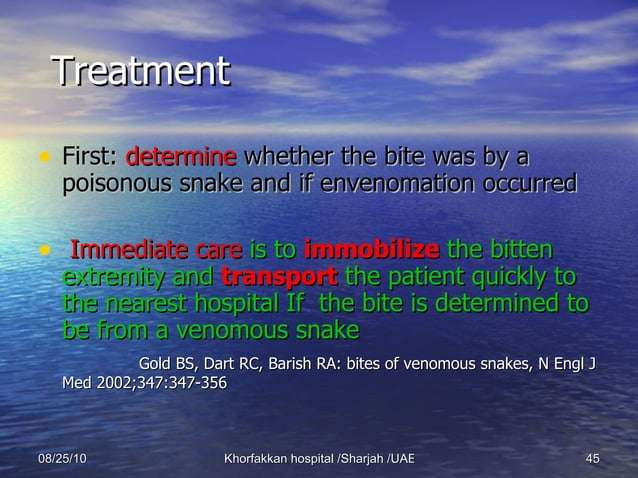 Treatment
• First: determine whether the bite was by a
poisonous snake and if envenomation occurred
• Immediate care is to immobilize the bitten
extremity and transport the patient quickly to
the nearest hospital If the bite is determined to
be from a venomous snake
Gold BS, Dart RC, Barish RA: bites of venomous snakes, N Engl J
Med 2002;347:347-356
08/25/10 Khorfakkan hospital /Sharjah /UAE 45